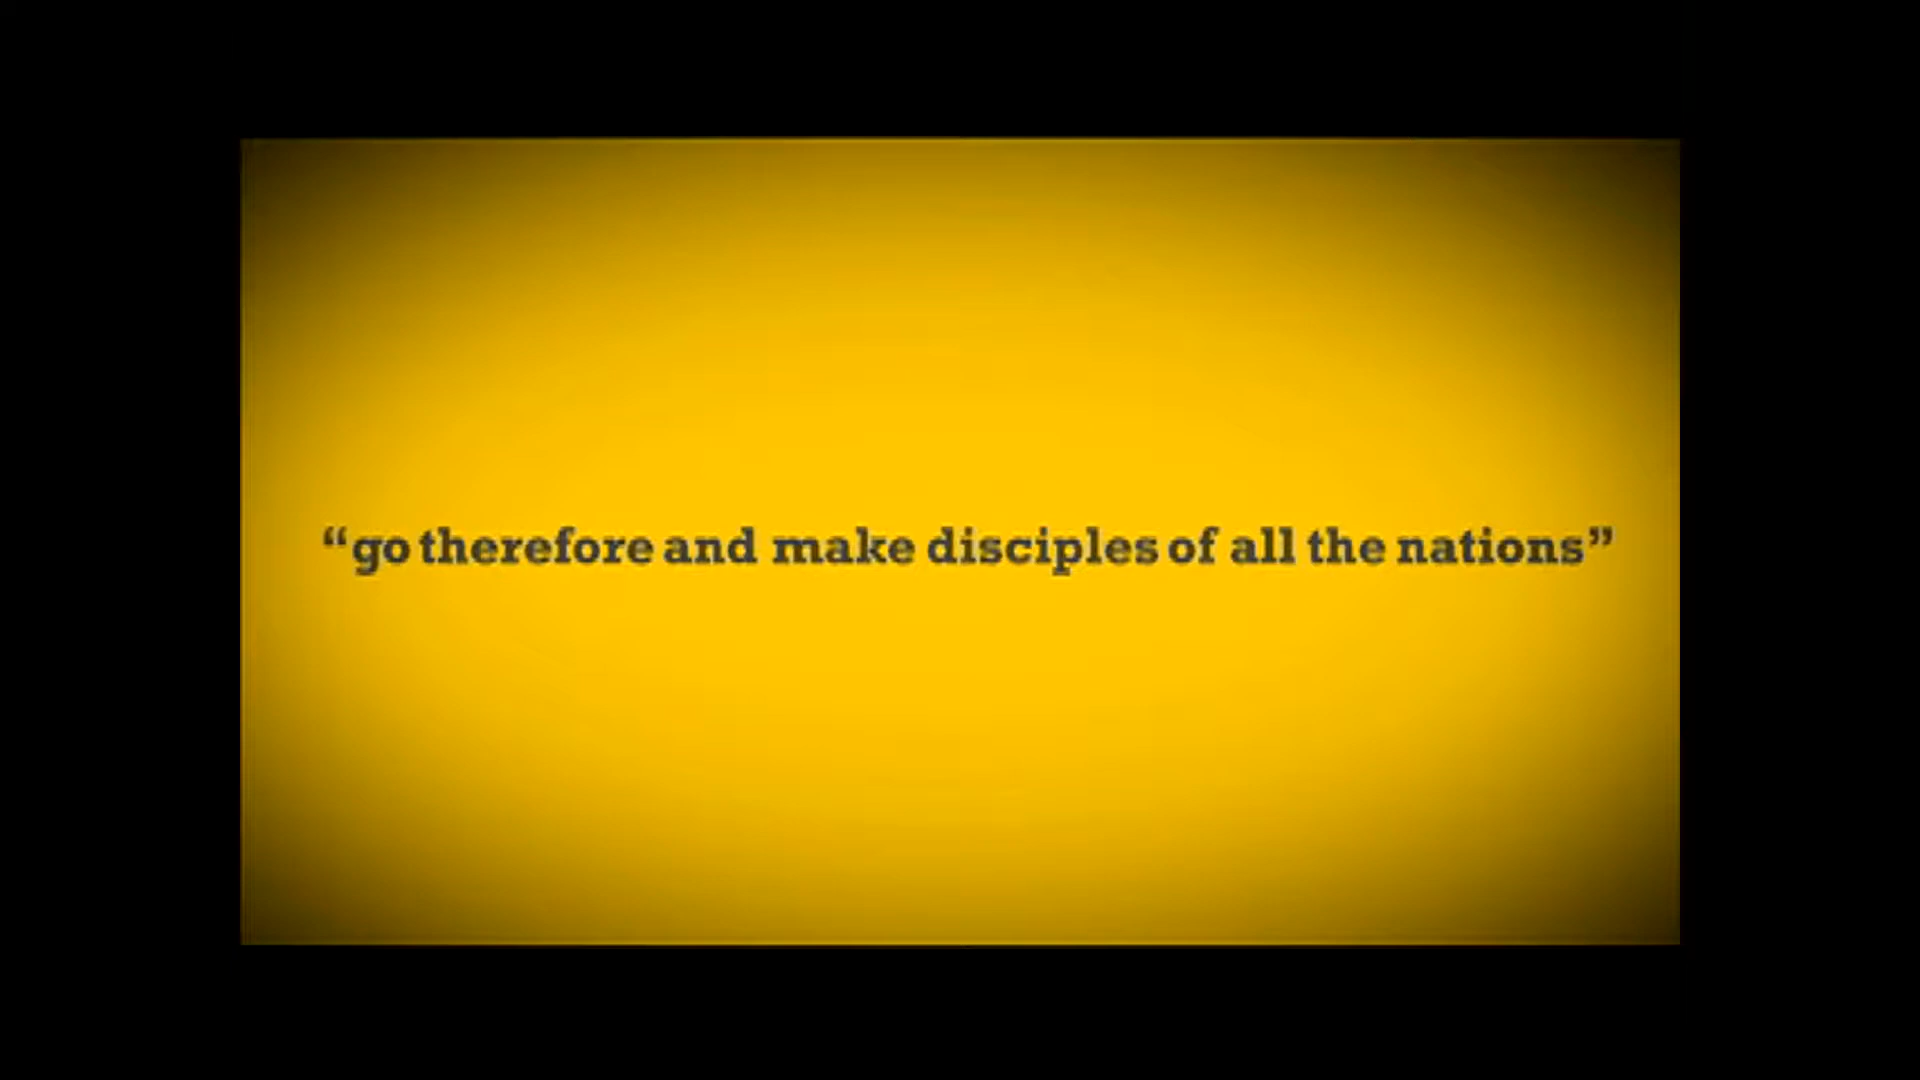 “go therefore and make disciples of all the nations”